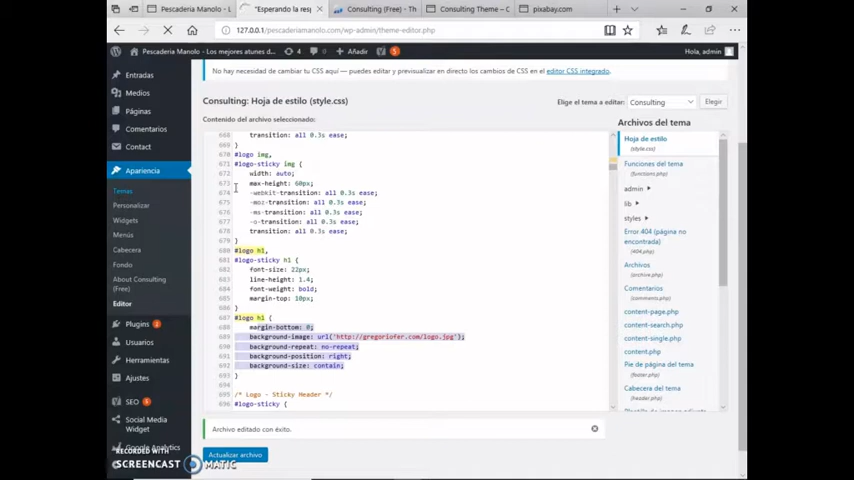 Pescaderia Manolo - L
"Esperando la resp
Consulting (Free) - Th
Consulting Theme – C
pixabay.com
127.0.0.1/pescaderiamanolo.com/wp-admin/theme-editor.php
Pescaderia Manolo - Los mejores atunes d...
4
0
Añadir
5
Hola, admin
Entradas
Medios
Páginas
Comentarios
Contact
Apariencia
Temas
Personalizar
Widgets
Menús
Cabecera
Fondo
About Consulting
(Free)
Editor
Plugins 2
Usuarios
Herramientas
Ajustes
SEO 5
Social Media
Widget
Google Analytics
No hay necesidad de cambiar tu CSS aquí — puedes editar y previsualizar en directo los cambios de CSS en el editor CSS integrado.
Consulting: Hoja de estilo (style.css)
Elige el tema a editar: Consulting Elegir
Contenido del archivo seleccionado:
668 transition: all 0.3s ease;
669 }
670 #logo img,
671 #logo-sticky img {
672 width: auto;
673 max-height: 60px;
674 -webkit-transition: all 0.3s ease;
675 -moz-transition: all 0.3s ease;
676 -ms-transition: all 0.3s ease;
677 -o-transition: all 0.3s ease;
678 transition: all 0.3s ease;
679 }
680 #logo h1,
681 #logo-sticky h1 {
682 font-size: 22px;
683 line-height: 1.4;
684 font-weight: bold;
685 margin-top: 10px;
686 }
687 #logo h1 {
688 margin-bottom: 0;
689 background-image: url('http://gregoriofer.com/logo.jpg');
690 background-repeat: no-repeat;
691 background-position: right;
692 background-size: contain;
693 }
694
695 /* Logo - Sticky Header */
696 #logo-sticky {
Archivo editado con éxito.
Actualizar archivo
Archivos del tema
Hoja de estilo
(style.css)
Funciones del tema
admin
lib
styles
Error 404 (página no
encontrada)
(404.php)
Archivos
(archive.php)
Comentarios
(comments.php)
content-page.php
content-search.php
content-single.php
content.php
Pie de página del tema
(footer.php)
Cabecera del tema
(header.php)
RECORDED WITH
SCREENCAST MATIC